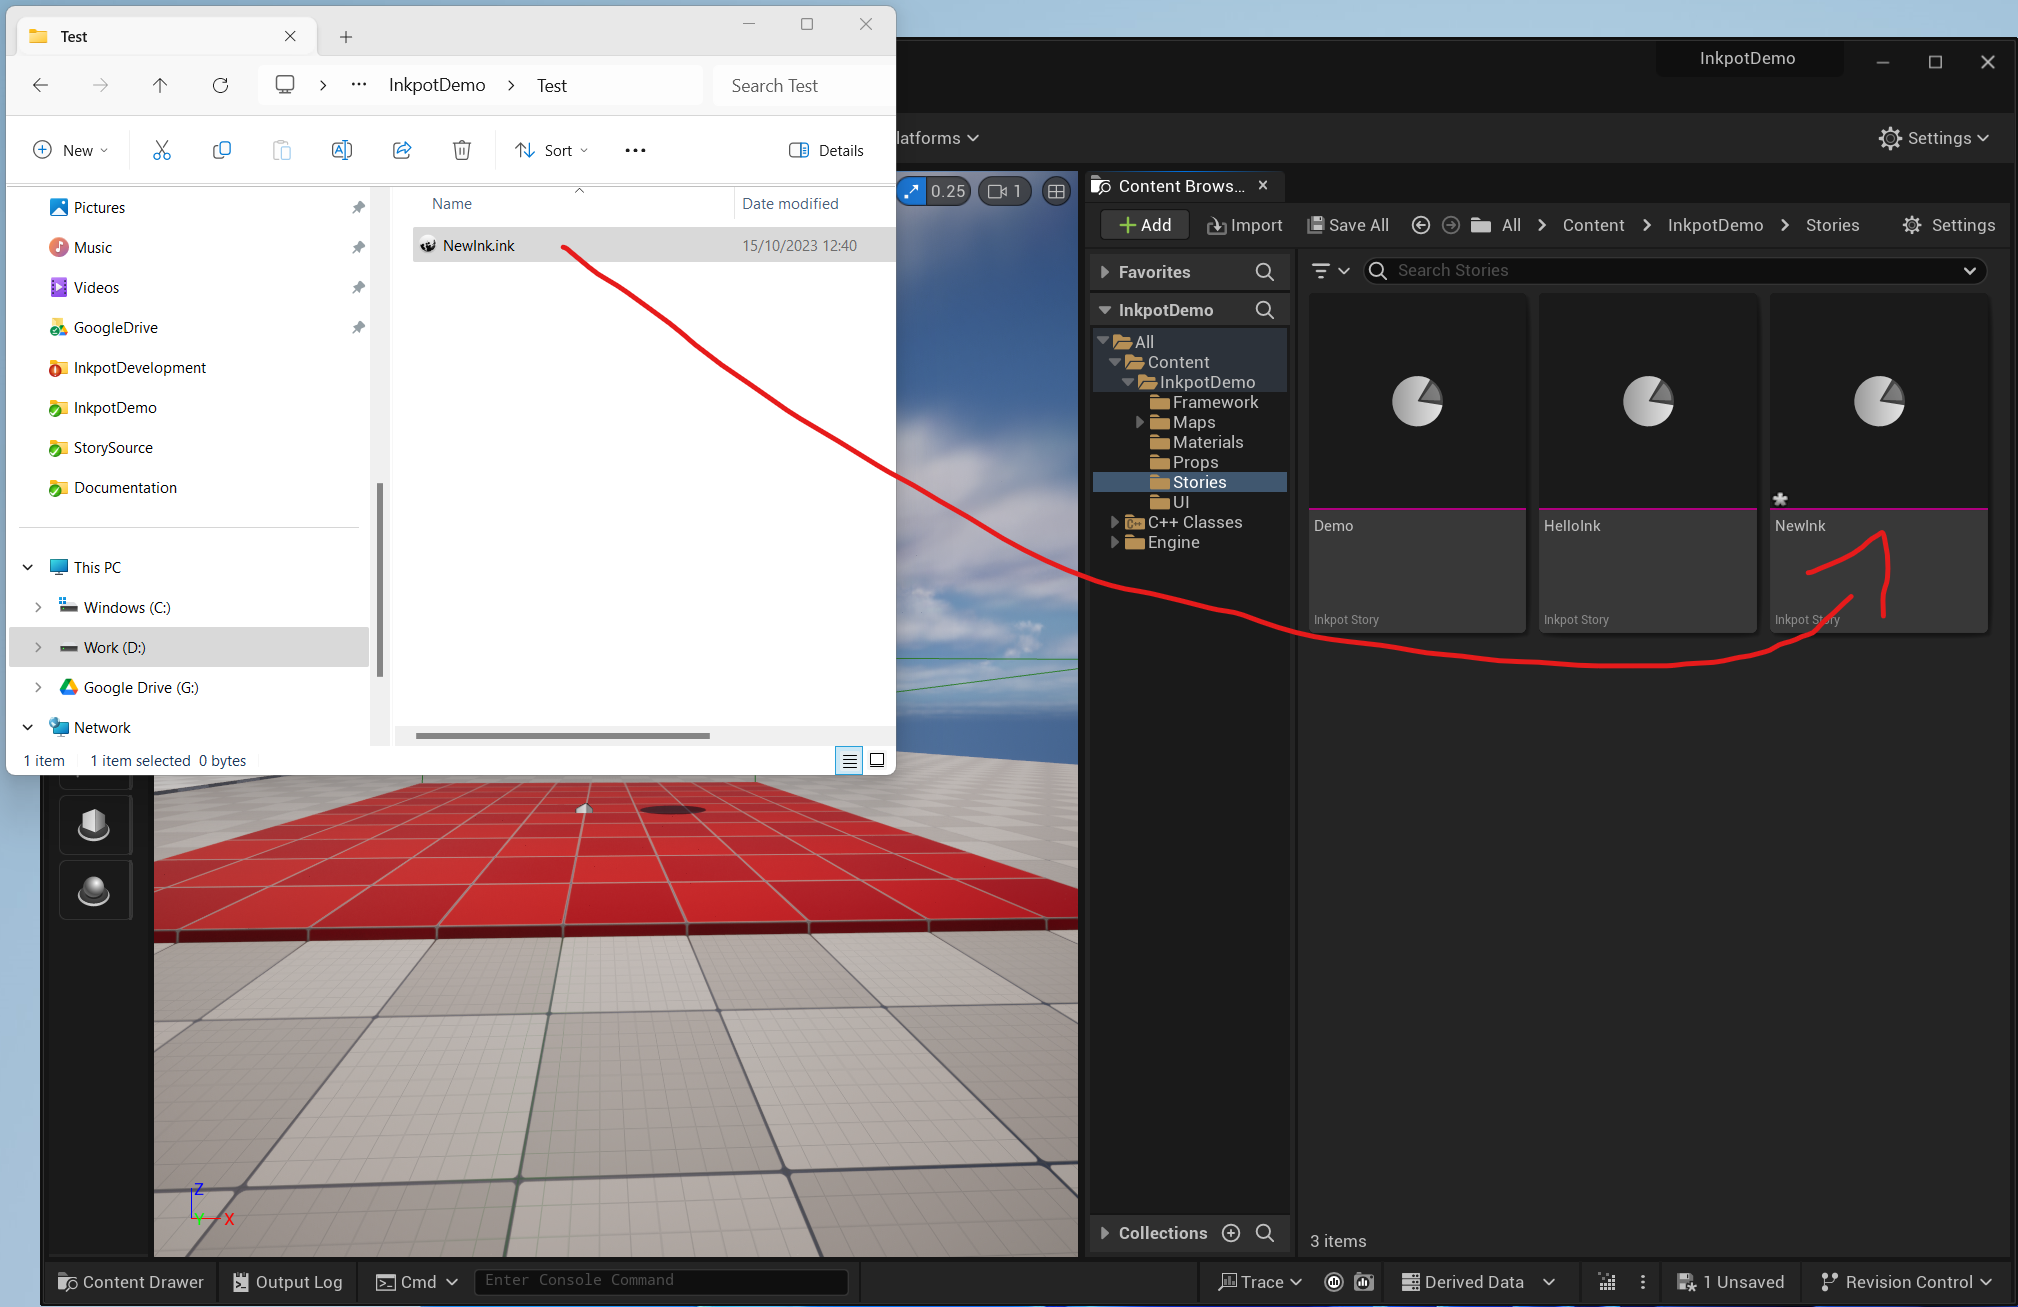 Test
InkpotDemo
InkpotDemo Test Search Test
New Sort Details
latforms Settings
Pictures
Music
Videos
GoogleDrive
InkpotDevelopment
InkpotDemo
StorySource
Documentation
This PC
Windows (C:)
Work (D:)
Google Drive (G:)
Network
Name Date modified
NewInk.ink 15/10/2023 12:40
1 item 1 item selected 0 bytes
0.25 1
Content Brows...
Add Import Save All All Content InkpotDemo Stories Settings
Favorites
InkpotDemo
All
Content
InkpotDemo
Framework
Maps
Materials
Props
Stories
UI
C++ Classes
Engine
Search Stories
Demo
Inkpot Story
HelloInk
Inkpot Story
NewInk
Inkpot Story
Collections
3 items
Z
Y X
Content Drawer Output Log Cmd Enter Console Command Trace Derived Data 1 Unsaved Revision Control